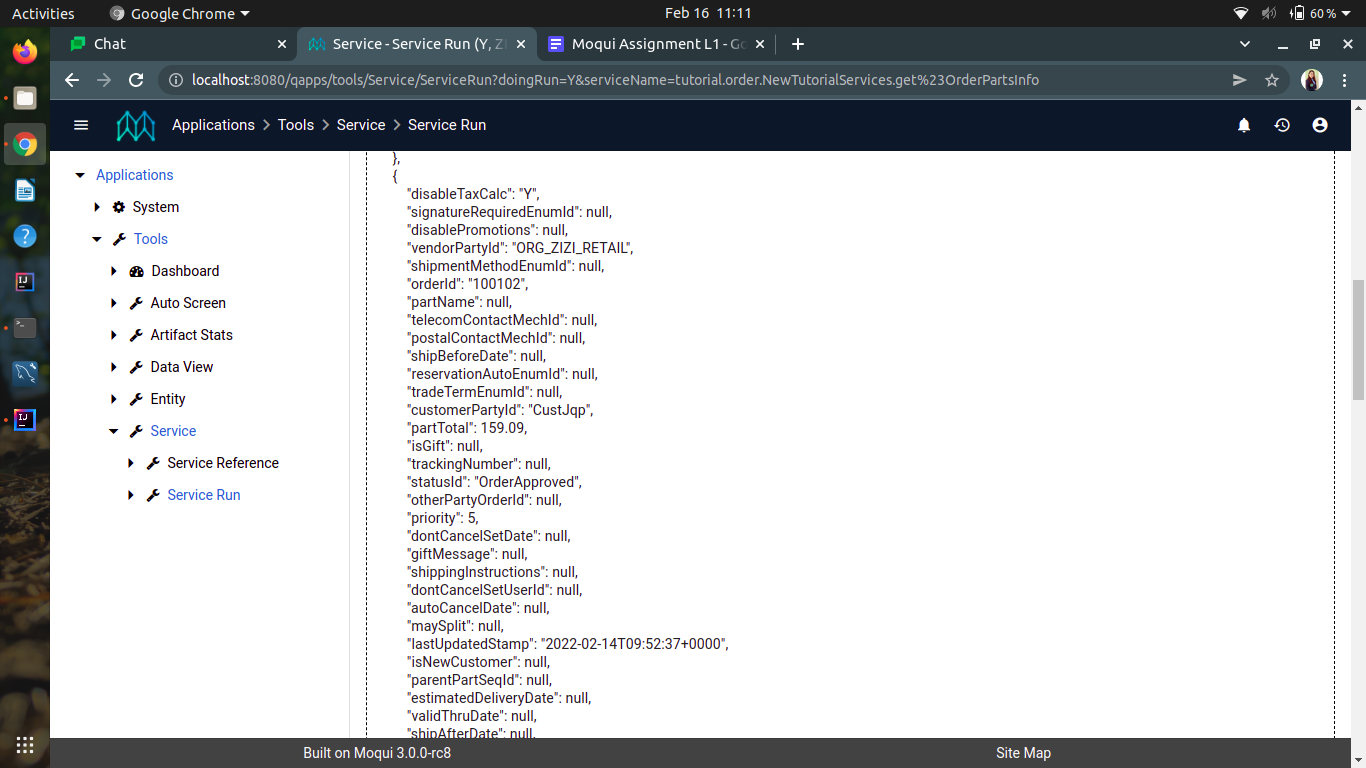 Activities
Google Chrome
Feb 16 11:11
60 %
Chat
Service - Service Run (Y, Z
Moqui Assignment L1 - Go
localhost:8080/qapps/tools/Service/ServiceRun?doingRun=Y&serviceName=tutorial.order.NewTutorialServices.get%23OrderPartsInfo
Applications > Tools > Service > Service Run
Applications
System
Tools
Dashboard
Auto Screen
Artifact Stats
Data View
Entity
Service
Service Reference
Service Run
},
{
"disableTaxCalc": "Y",
"signatureRequiredEnumId": null,
"disablePromotions": null,
"vendorPartyId": "ORG_ZIZI_RETAIL",
"shipmentMethodEnumId": null,
"orderId": "100102",
"partName": null,
"telecomContactMechId": null,
"postalContactMechId": null,
"shipBeforeDate": null,
"reservationAutoEnumId": null,
"tradeTermEnumId": null,
"customerPartyId": "CustJqp",
"partTotal": 159.09,
"isGift": null,
"trackingNumber": null,
"statusId": "OrderApproved",
"otherPartyOrderId": null,
"priority": 5,
"dontCancelSetDate": null,
"giftMessage": null,
"shippingInstructions": null,
"dontCancelSetUserId": null,
"autoCancelDate": null,
"maySplit": null,
"lastUpdatedStamp": "2022-02-14T09:52:37+0000",
"isNewCustomer": null,
"parentPartSeqId": null,
"estimatedDeliveryDate": null,
"validThruDate": null,
"shipAfterDate": null,
Built on Moqui 3.0.0-rc8
Site Map